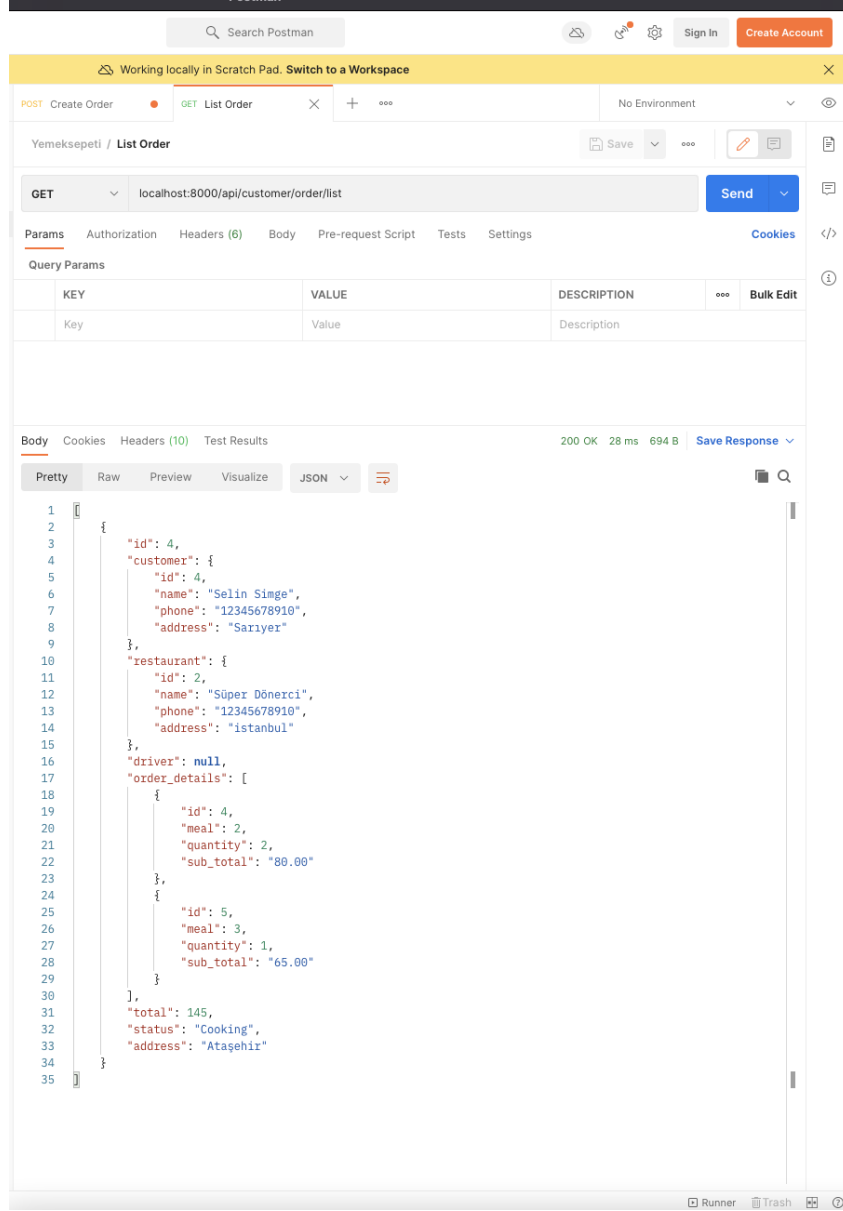 Search Postman
Sign In
Create Account
Working locally in Scratch Pad. Switch to a Workspace
POST Create Order
GET List Order
No Environment
Yemeksepeti / List Order
Save
GET
localhost:8000/api/customer/order/list
Send
Params Authorization Headers (6) Body Pre-request Script Tests Settings Cookies
Query Params
KEY VALUE DESCRIPTION Bulk Edit
Key Value Description
Body Cookies Headers (10) Test Results 200 OK 28 ms 694 B Save Response
Pretty Raw Preview Visualize JSON
1 [
2 {
3 "id": 4,
4 "customer": {
5 "id": 4,
6 "name": "Selin Simge",
7 "phone": "12345678910",
8 "address": "Sarıyer"
9 },
10 "restaurant": {
11 "id": 2,
12 "name": "Süper Dönerci",
13 "phone": "12345678910",
14 "address": "istanbul"
15 },
16 "driver": null,
17 "order_details": [
18 {
19 "id": 4,
20 "meal": 2,
21 "quantity": 2,
22 "sub_total": "80.00"
23 },
24 {
25 "id": 5,
26 "meal": 3,
27 "quantity": 1,
28 "sub_total": "65.00"
29 }
30 ],
31 "total": 145,
32 "status": "Cooking",
33 "address": "Ataşehir"
34 }
35 ]
Runner Trash